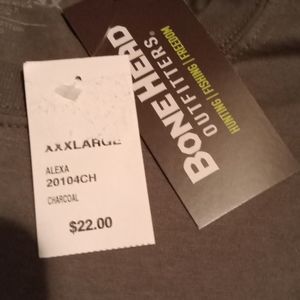 XXXLARGE
ALEXA
20104CH
CHARCOAL
$22.00
BONEHEAD
OUTFITTERS®
HUNTING | FISHING | FREEDOM